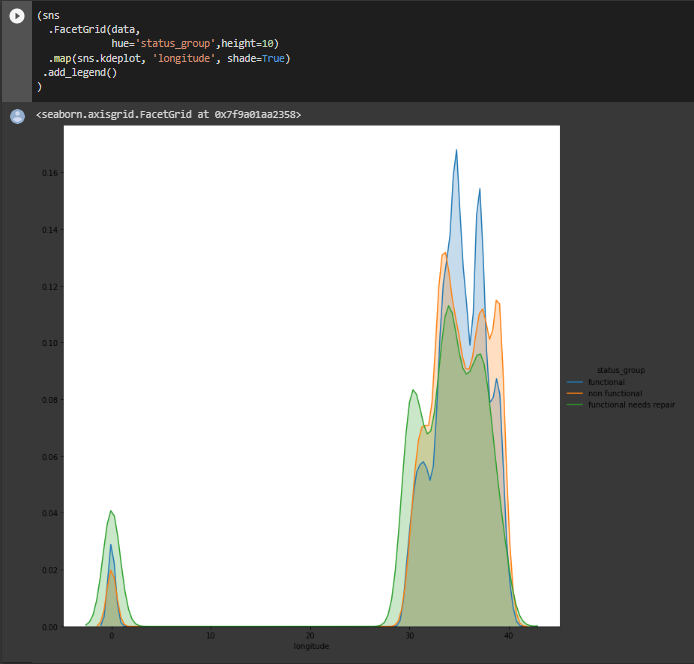 (sns
.FacetGrid(data,
hue='status_group',height=10)
.map(sns.kdeplot, 'longitude', shade=True)
.add_legend()
)
<seaborn.axisgrid.FacetGrid at 0x7f9a01aa2358>
0.16
0.14
0.12
0.10
0.08
0.06
0.04
0.02
0.00
0 10 20 30 40
longitude
status_group
functional
non functional
functional needs repair